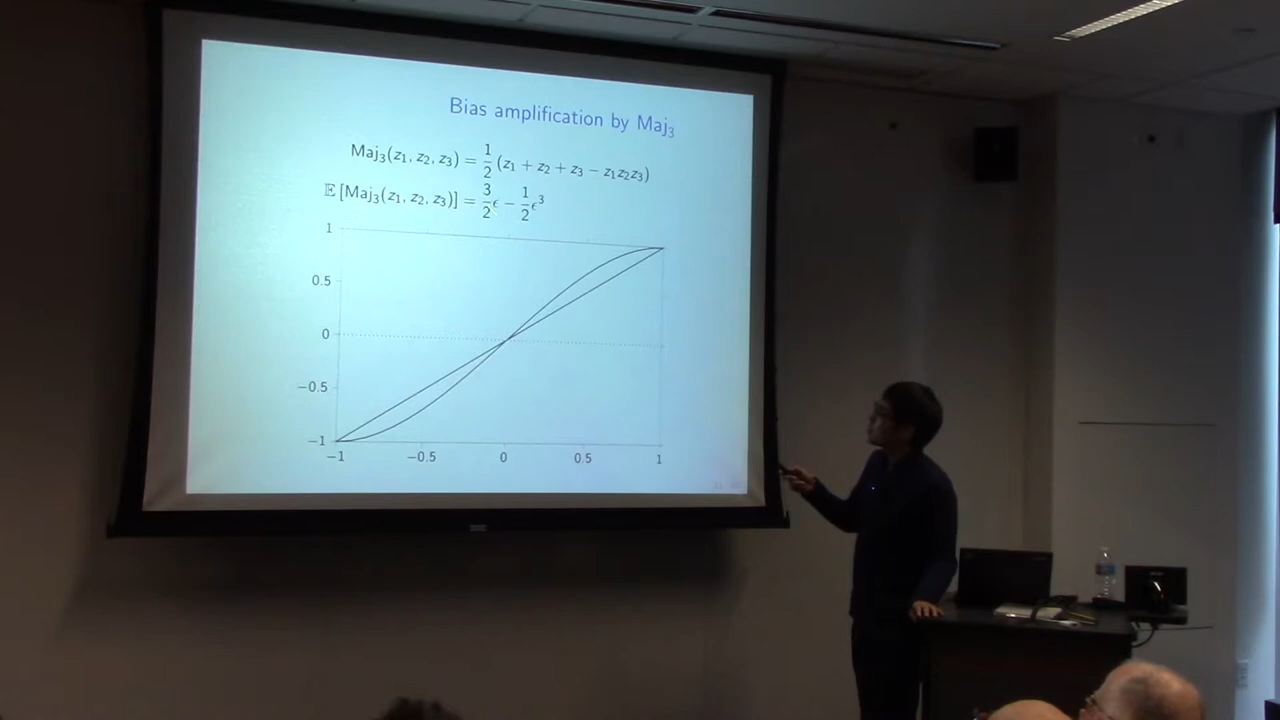 Bias amplification by Maj₃
Maj₃(z₁, z₂, z₃) = 1/2 (z₁ + z₂ + z₃ − z₁z₂z₃)
𝔼 [Maj₃(z₁, z₂, z₃)] = 3/2 ϵ − 1/2 ϵ³
1
0.5
0
−0.5
−1
−1 −0.5 0 0.5 1